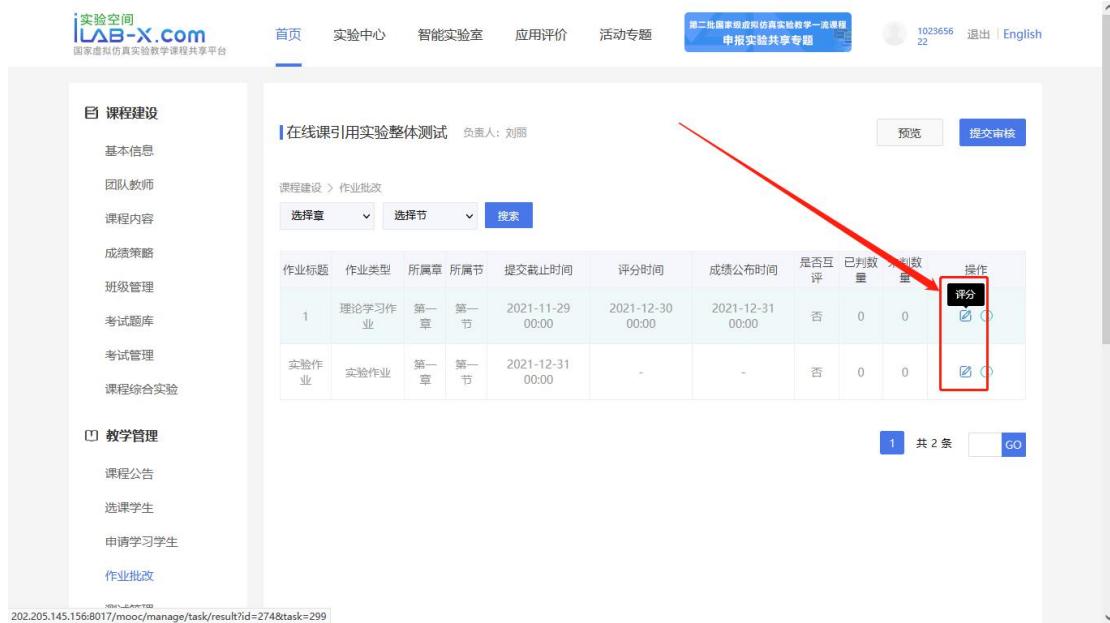 实验空间
iLAB-X.COM
国家虚拟仿真实验教学课程共享平台
首页 实验中心 智能实验室 应用评价 活动专题
第二批国家级虚拟仿真实验教学一流课程
申报实验共享专题
1023656
22
退出 English
课程建设
基本信息
团队教师
课程内容
成绩策略
班级管理
考试题库
考试管理
课程综合实验
教学管理
课程公告
选课学生
申请学习学生
作业批改
在线课引用实验整体测试 负责人：刘丽
预览 提交审核
课程建设 > 作业批改
选择章 选择节 搜索
作业标题 作业类型 所属章 所属节 提交截止时间 评分时间 成绩公布时间 是否互评 已判数量 未判数量 操作
评分
1 理论学习作业 第一章 第一节 2021-11-29 00:00 2021-12-30 00:00 2021-12-31 00:00 否 0 0
实验作业 实验作业 第一章 第一节 2021-12-31 00:00 - - 否 0 0
1 共 2 条 GO
202.205.145.156:8017/mooc/manage/task/result?id=274&task=299